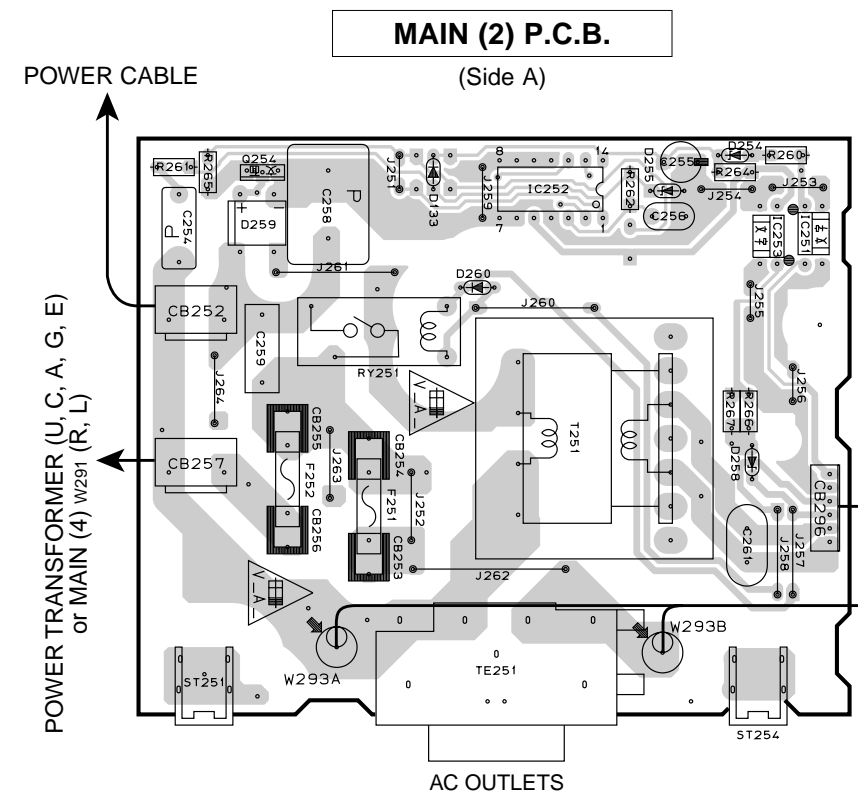 MAIN (2) P.C.B.
(Side A)
POWER CABLE
R261
R265
Q254
C258
J251
D133
8
14
J259
IC252
7
1
R262
D255
C255
C256
D254
R264
R260
J254
J253
IC253
IC251
C254
D259
J261
D260
J260
J255
CB252
C259
RY251
J264
J256
POWER TRANSFORMER (U, C, A, G, E)
or MAIN (4) W291 (R, L)
CB257
CB255
F252
CB256
J263
CB254
F251
CB253
J252
V_A_
T251
R267
R266
D258
CB296
C261
J258
J257
J262
V_A_
W293A
W293B
ST251
TE251
ST254
AC OUTLETS